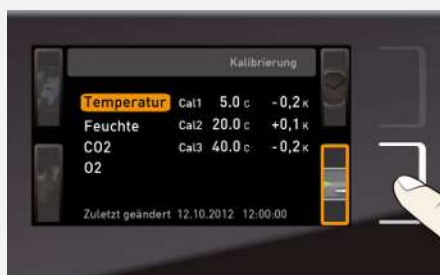 Kalibrierung
Temperatur Cal1 5.0 c -0,2 K
Feuchte Cal2 20.0 c +0,1 K
CO2 Cal3 40.0 c -0,2 K
O2
Zuletzt geändert 12.10.2012 12:00:00